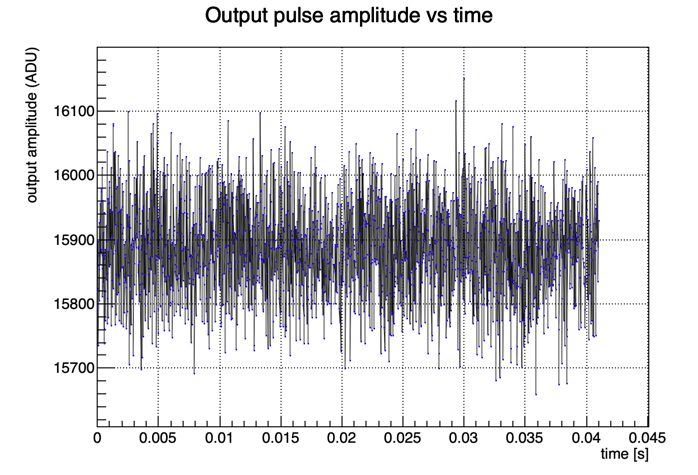 Output pulse amplitude vs time
output amplitude (ADU)
16100
16000
15900
15800
15700
0 0.005 0.01 0.015 0.02 0.025 0.03 0.035 0.04 0.045
time [s]